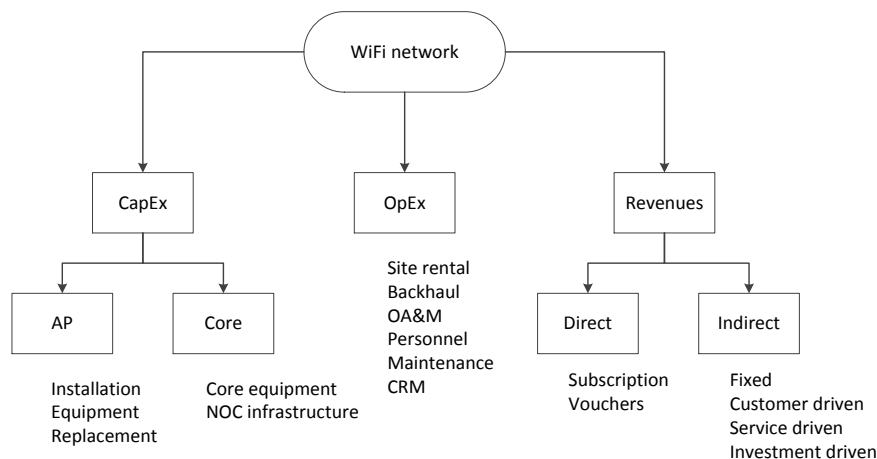 WiFi network
CapEx
OpEx
Revenues
AP
Core
Site rental
Backhaul
OA&M
Personnel
Maintenance
CRM
Direct
Indirect
Installation
Equipment
Replacement
Core equipment
NOC infrastructure
Subscription
Vouchers
Fixed
Customer driven
Service driven
Investment driven